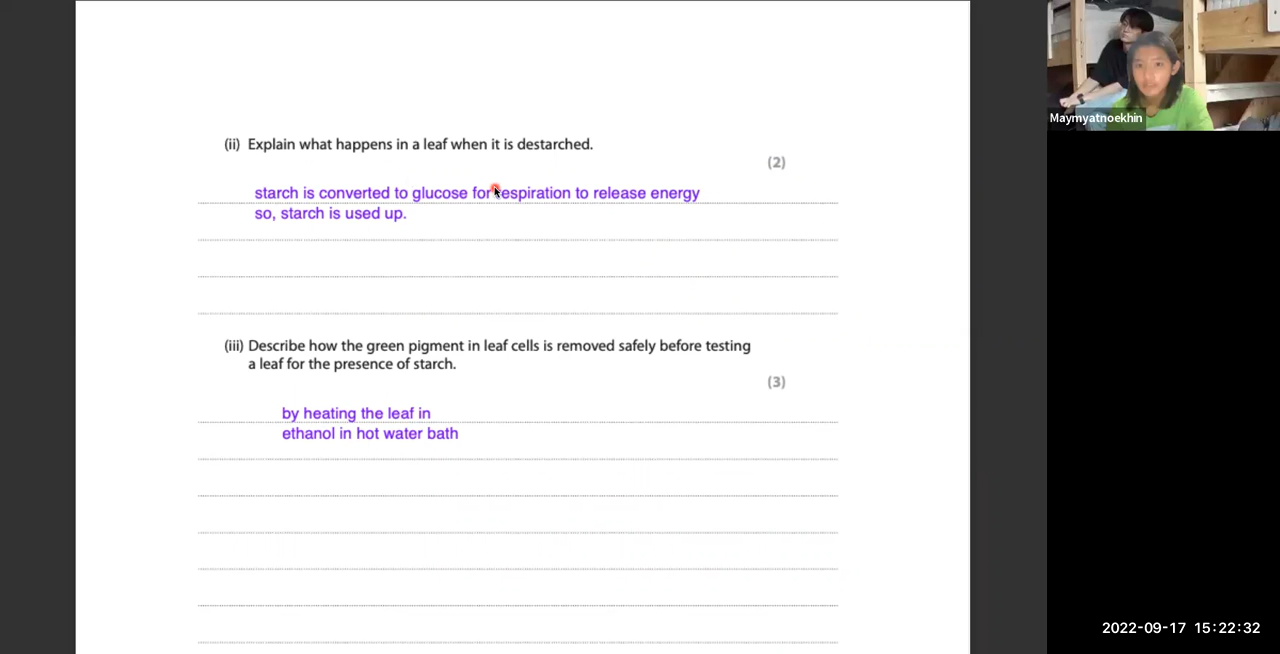 (ii) Explain what happens in a leaf when it is destarched.
(2)
starch is converted to glucose for respiration to release energy
so, starch is used up.
(iii) Describe how the green pigment in leaf cells is removed safely before testing
a leaf for the presence of starch.
(3)
by heating the leaf in
ethanol in hot water bath
Maymyatnoekhin
2022-09-17 15:22:32